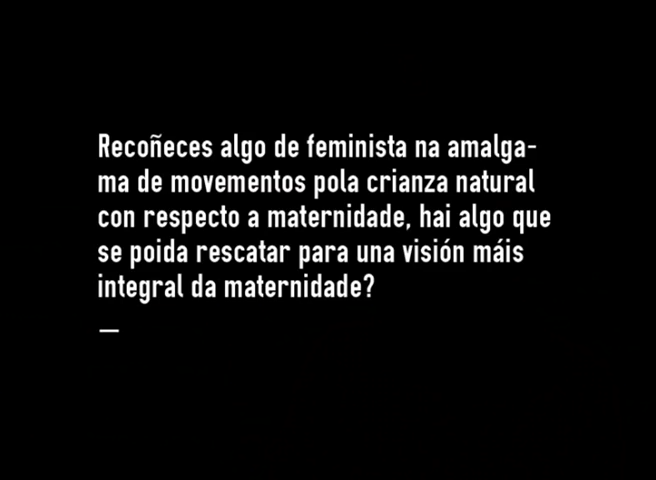 Recoñeces algo de feminista na amalga-
ma de movementos pola crianza natural
con respecto a maternidade, hai algo que
se poida rescatar para una visión máis
integral da maternidade?
_